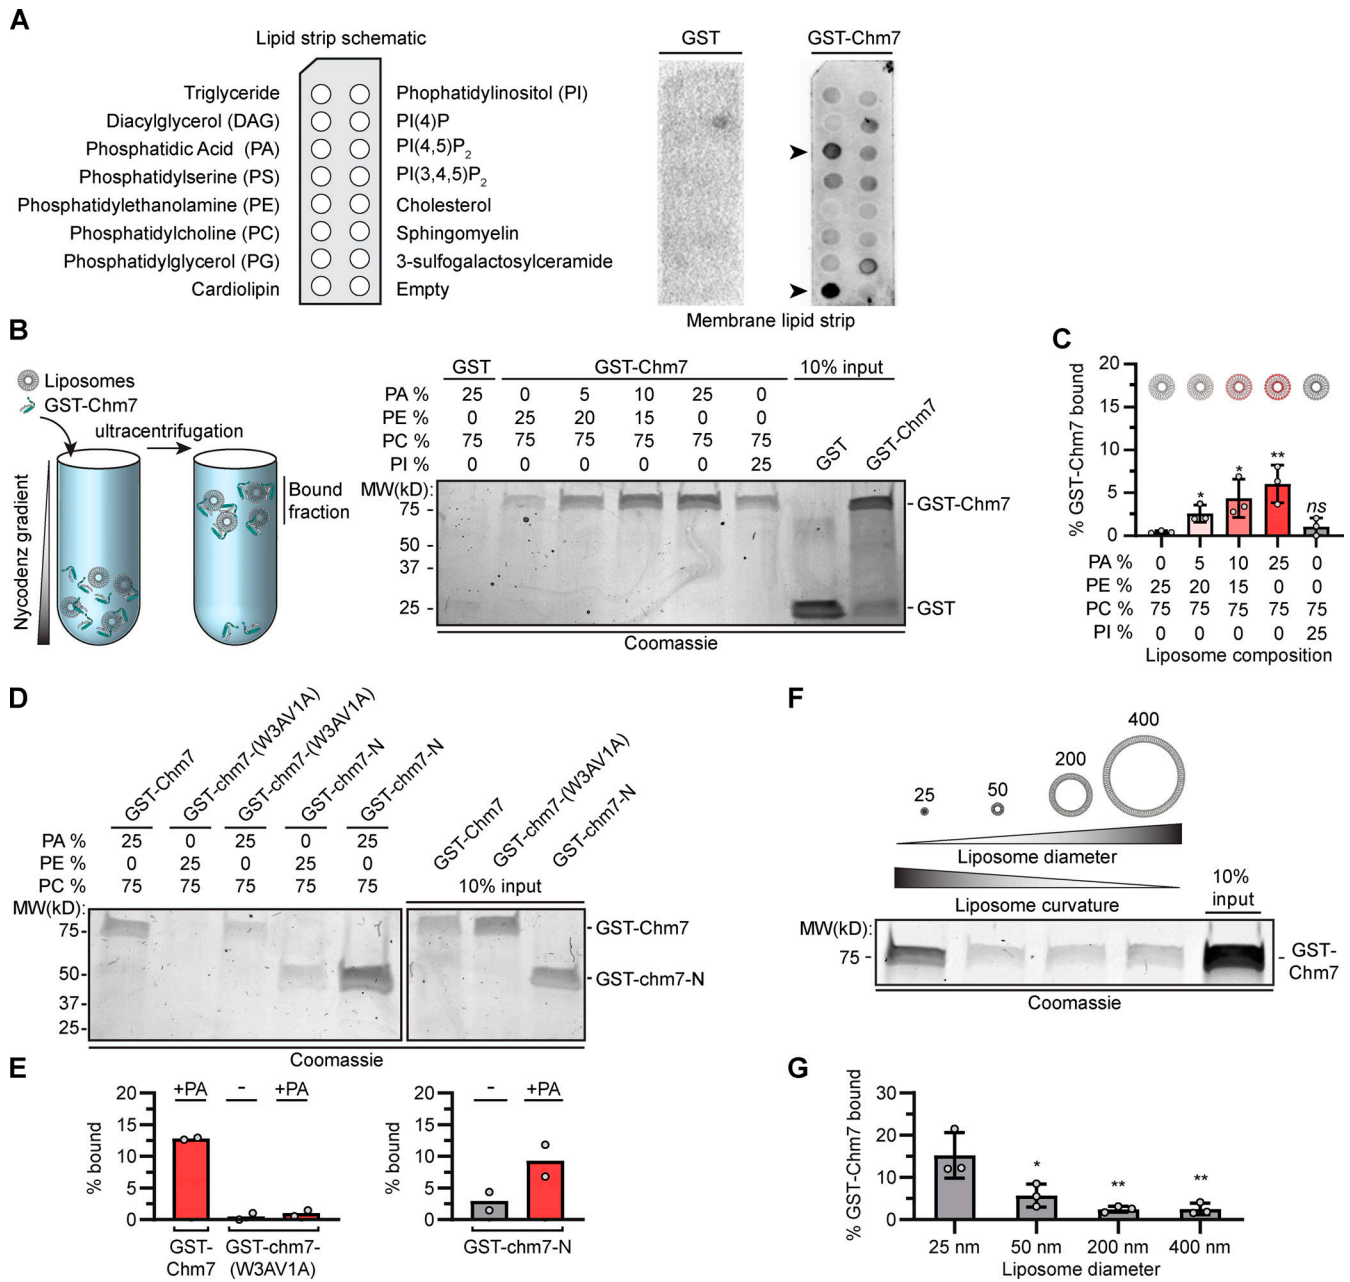 A
Lipid strip schematic
Triglyceride
Diacylglycerol (DAG)
Phosphatidic Acid (PA)
Phosphatidylserine (PS)
Phosphatidylethanolamine (PE)
Phosphatidylcholine (PC)
Phosphatidylglycerol (PG)
Cardiolipin
Phophatidylinositol (PI)
PI(4)P
PI(4,5)P2
PI(3,4,5)P2
Cholesterol
Sphingomyelin
3-sulfogalactosylceramide
Empty
GST GST-Chm7
Membrane lipid strip
B
Liposomes
GST-Chm7
ultracentrifugation
Bound
fraction
Nycodenz gradient
GST GST-Chm7 10% input
PA % 25 0 5 10 25 0
PE % 0 25 20 15 0 0
PC % 75 75 75 75 75 75
PI % 0 0 0 0 0 25
GST GST-Chm7
MW(kD):
75 -
50 -
37 -
25 -
-GST-Chm7
-GST
Coomassie
C
% GST-Chm7 bound
20
15
10
5
0
* * ** ns
PA % 0 5 10 25 0
PE % 25 20 15 0 0
PC % 75 75 75 75 75
PI % 0 0 0 0 25
Liposome composition
D
GST-Chm7 GST-chm7-(W3AV1A) GST-chm7-(W3AV1A) GST-chm7-N GST-chm7-N
GST-Chm7 GST-chm7-(W3AV1A) GST-chm7-N
PA % 25 0 25 0 25
PE % 0 25 0 25 0
PC % 75 75 75 75 75
10% input
MW(kD):
75-
50-
37-
25-
-GST-Chm7
-GST-chm7-N
Coomassie
E
% bound
20
15
10
5
0
+PA - +PA
GST-
Chm7
GST-chm7-
(W3AV1A)
% bound
20
15
10
5
0
- +PA
GST-chm7-N
F
25 50 200 400
Liposome diameter
Liposome curvature
10%
input
MW(kD):
75 -
- GST-
Chm7
Coomassie
G
% GST-Chm7 bound
30
20
10
0
* ** **
25 nm 50 nm 200 nm 400 nm
Liposome diameter